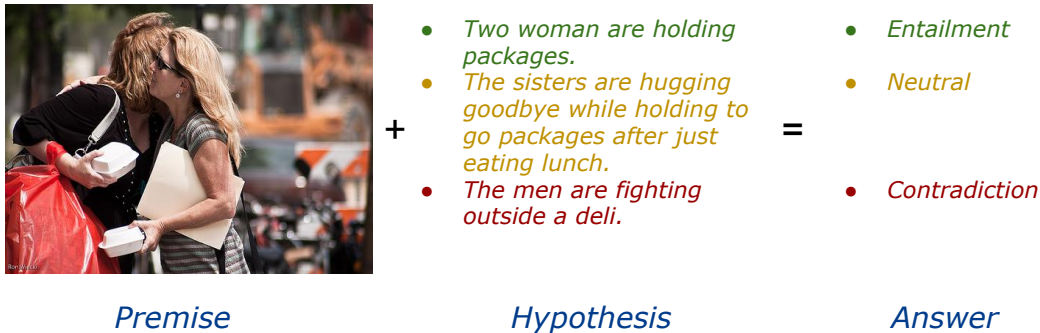 • Two woman are holding
packages.
• The sisters are hugging
goodbye while holding to
go packages after just
eating lunch.
• The men are fighting
outside a deli.
+
=
• Entailment
• Neutral
• Contradiction
Premise
Hypothesis
Answer